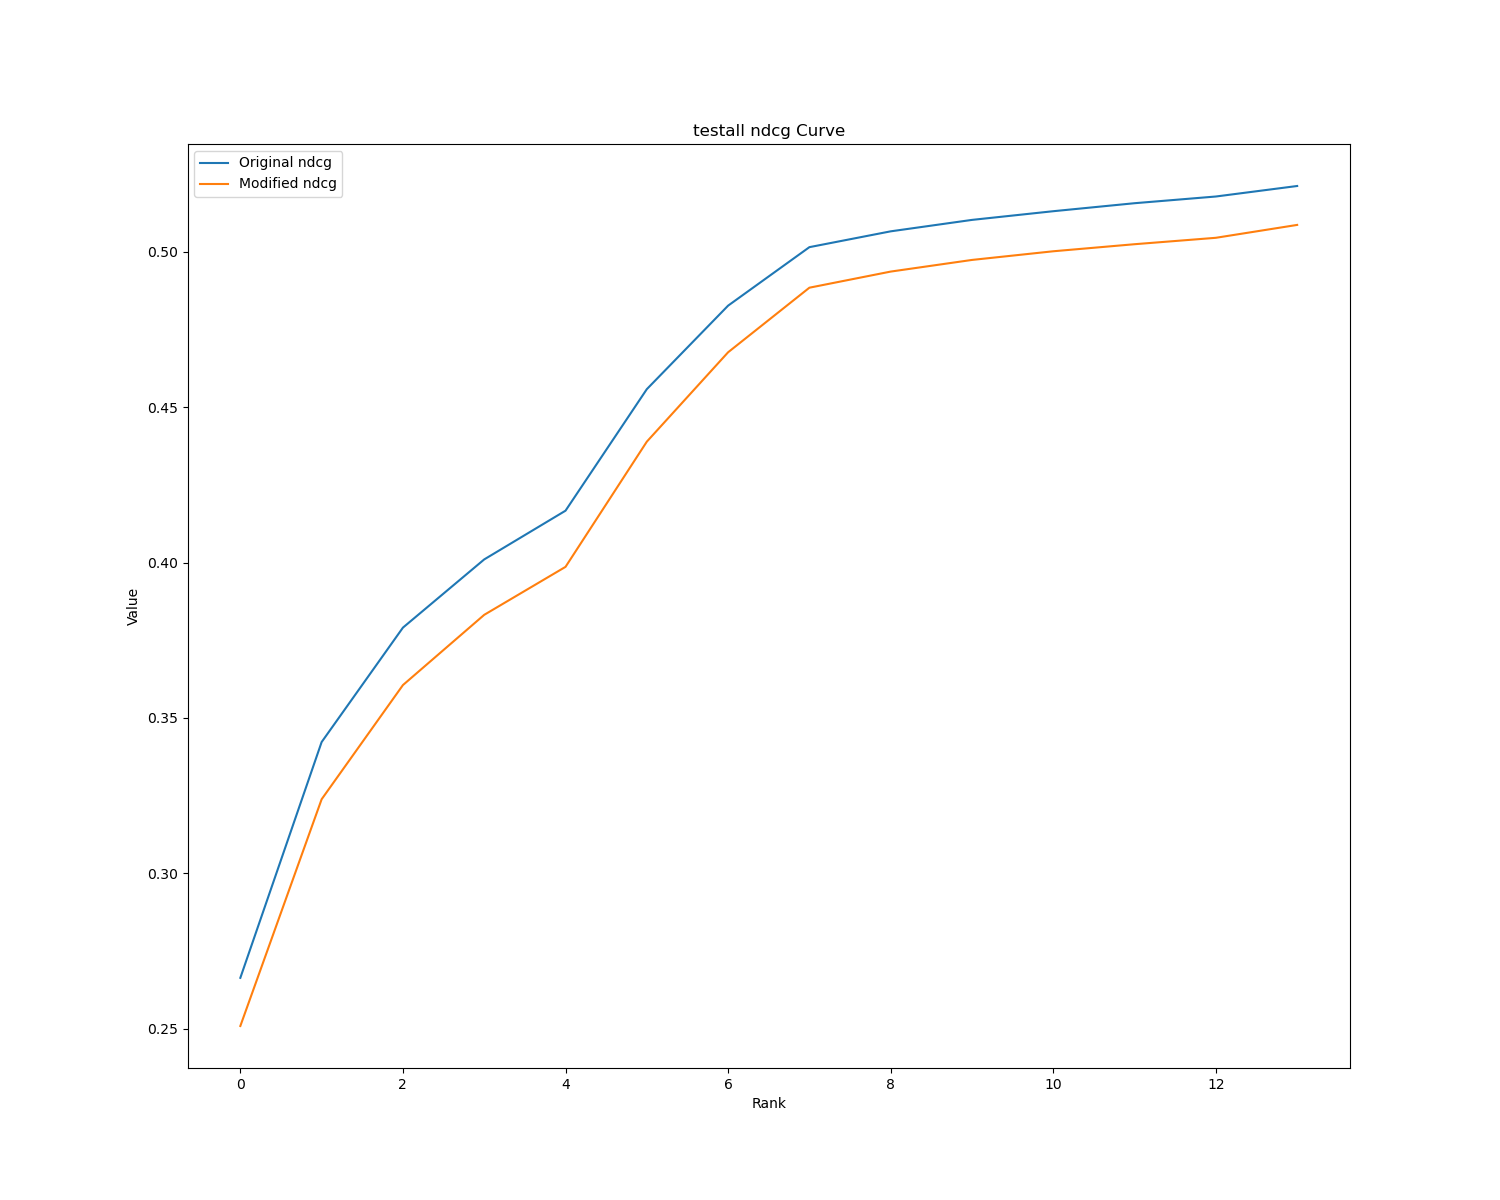 testall ndcg Curve
Original ndcg
Modified ndcg
0.50
0.45
0.40
0.35
0.30
0.25
Value
0 2 4 6 8 10 12
Rank